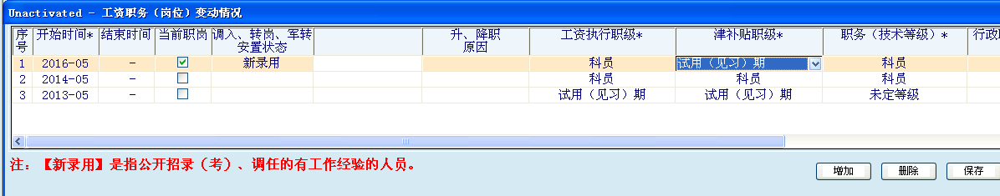 Unactivated - 工资职务（岗位）变动情况
序号 开始时间* 结束时间 当前职岗 调入、转岗、军转安置状态 升、降职原因 工资执行职级* 津补贴职级* 职务（技术等级）* 行政
1 2016-05 - 新录用 科员 试用（见习）期 科员
2 2014-05 - 科员 科员 科员
3 2013-05 - 试用（见习）期 试用（见习）期 未定等级
注：【新录用】是指公开招录（考）、调任的有工作经验的人员。
增加 删除 保存